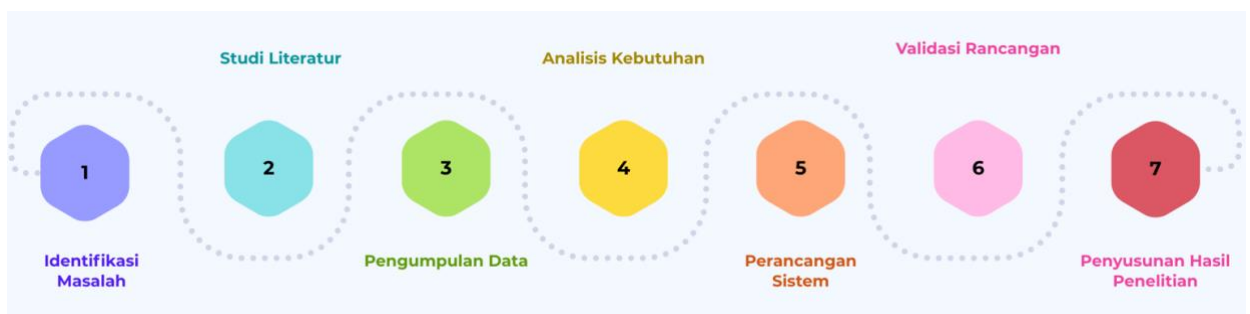 Studi Literatur
Analisis Kebutuhan
Validasi Rancangan
1
2
3
4
5
6
7
Identifikasi
Masalah
Pengumpulan Data
Perancangan
Sistem
Penyusunan Hasil
Penelitian